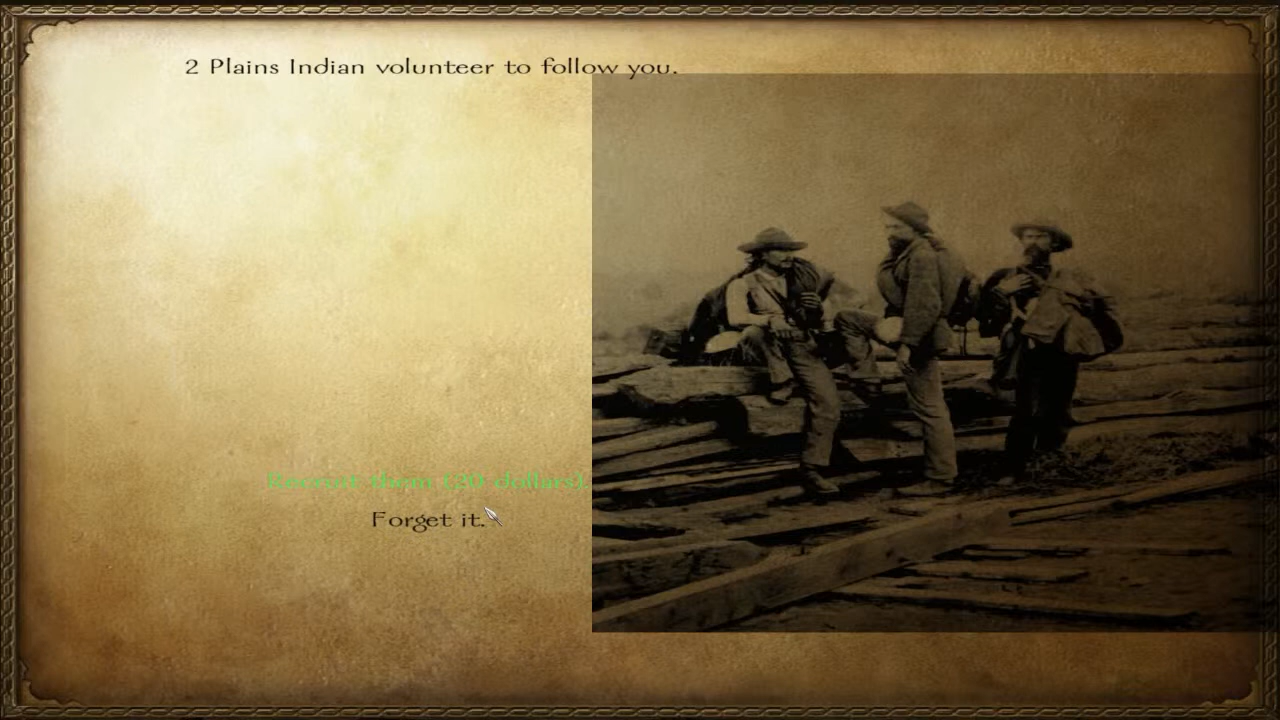 2 Plains Indian volunteer to follow you.
Recruit them (20 dollars).
Forget it.